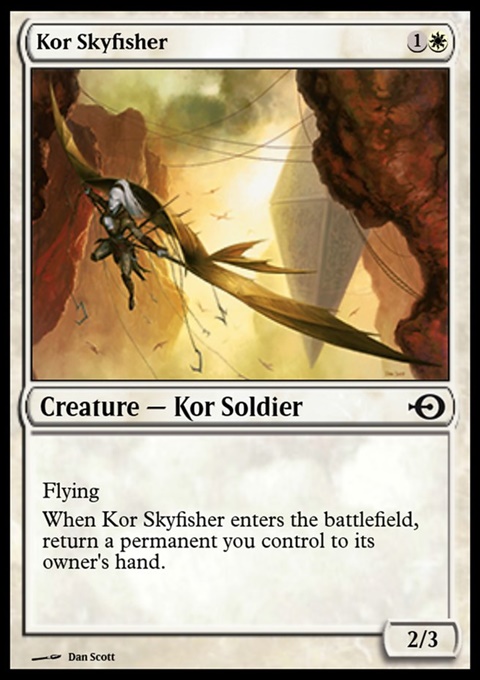 Kor Skyfisher 1
Creature — Kor Soldier
Flying
When Kor Skyfisher enters the battlefield,
return a permanent you control to its
owner's hand.
2/3
Dan Scott